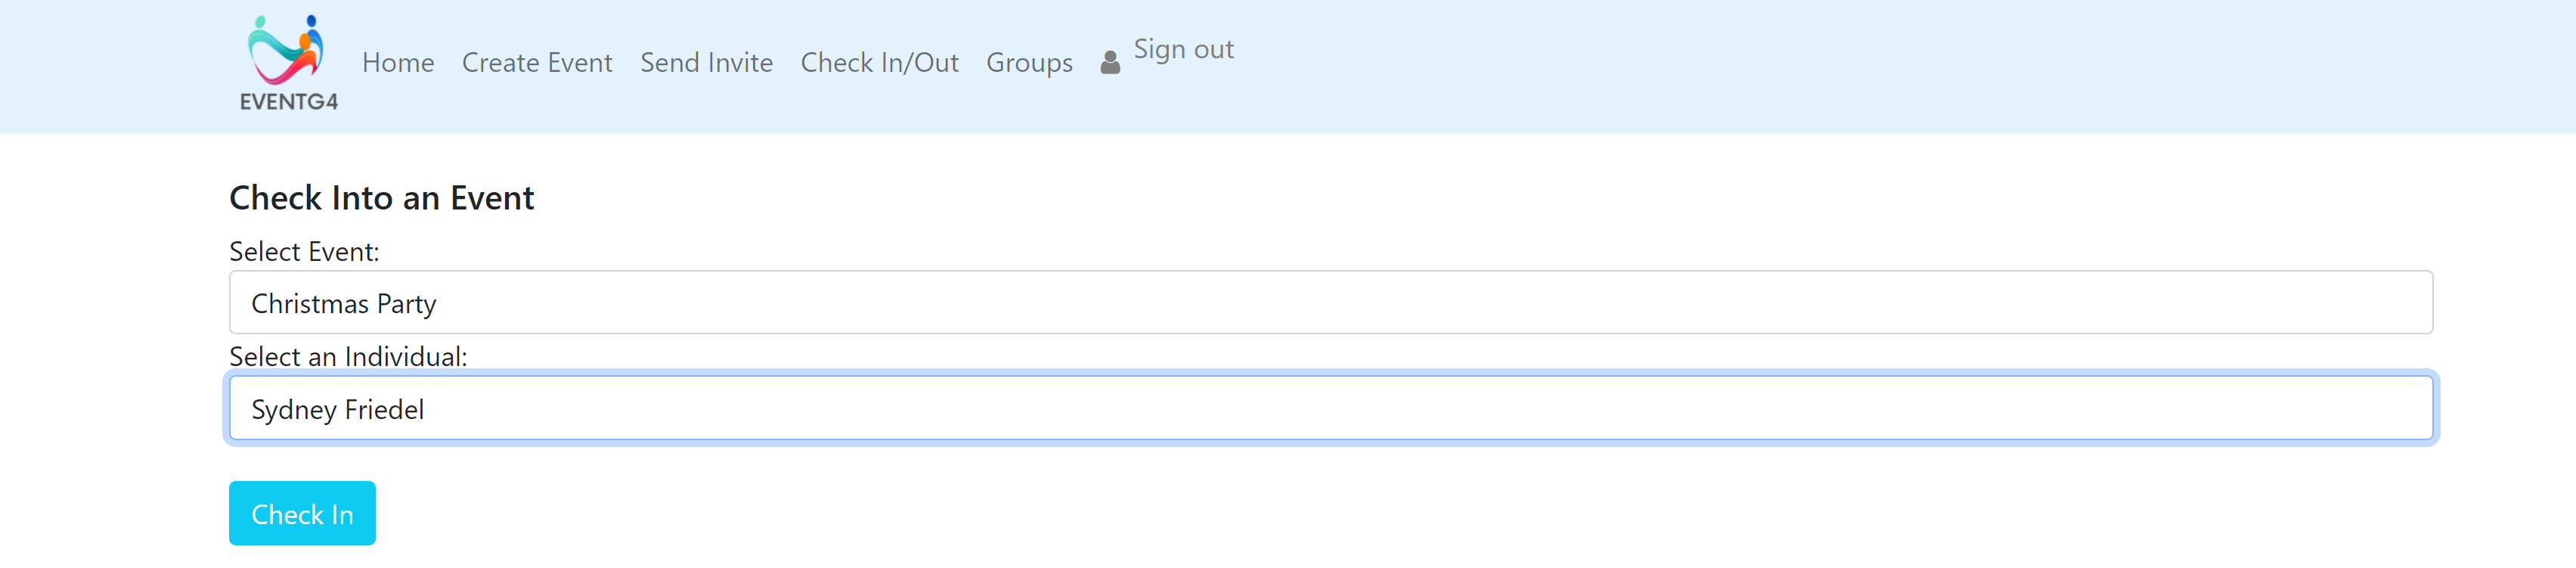 EVENTG4
Home Create Event Send Invite Check In/Out Groups Sign out
Check Into an Event
Select Event:
Christmas Party
Select an Individual:
Sydney Friedel
Check In